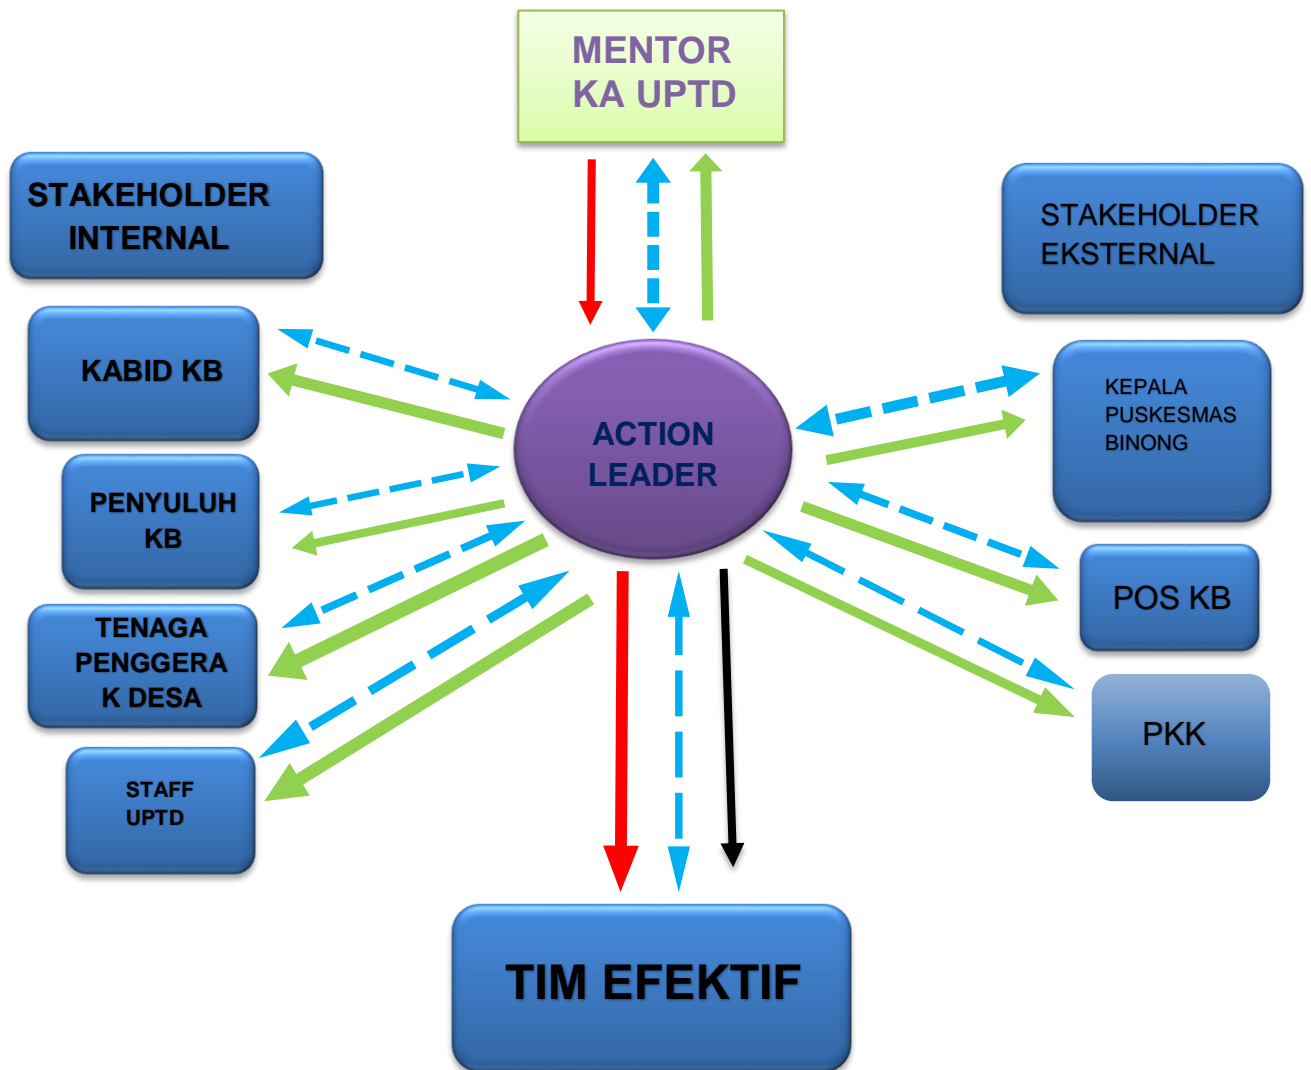 MENTOR
KA UPTD
STAKEHOLDER
INTERNAL
STAKEHOLDER
EKSTERNAL
KABID KB
PENYULUH
KB
TENAGA
PENGGERA
K DESA
STAFF
UPTD
ACTION
LEADER
KEPALA
PUSKESMAS
BINONG
POS KB
PKK
TIM EFEKTIF